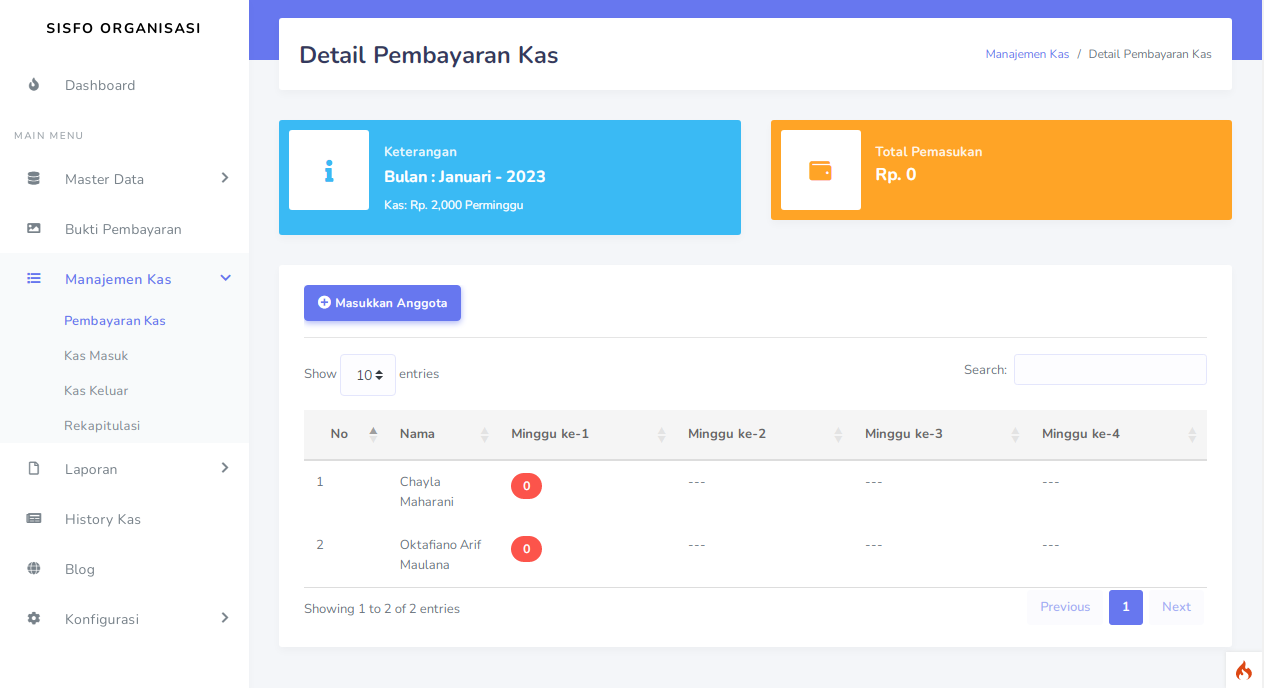 SISFO ORGANISASI
Dashboard
MAIN MENU
Master Data
Bukti Pembayaran
Manajemen Kas
Pembayaran Kas
Kas Masuk
Kas Keluar
Rekapitulasi
Laporan
History Kas
Blog
Konfigurasi
Detail Pembayaran Kas
Manajemen Kas / Detail Pembayaran Kas
Keterangan
Bulan : Januari - 2023
Kas: Rp. 2,000 Perminggu
Total Pemasukan
Rp. 0
Masukkan Anggota
Show 10 entries
Search:
No Nama Minggu ke-1 Minggu ke-2 Minggu ke-3 Minggu ke-4
1 Chayla 0 --- --- ---
Maharani
2 Oktafiano Arif 0 --- --- ---
Maulana
Showing 1 to 2 of 2 entries
Previous 1 Next